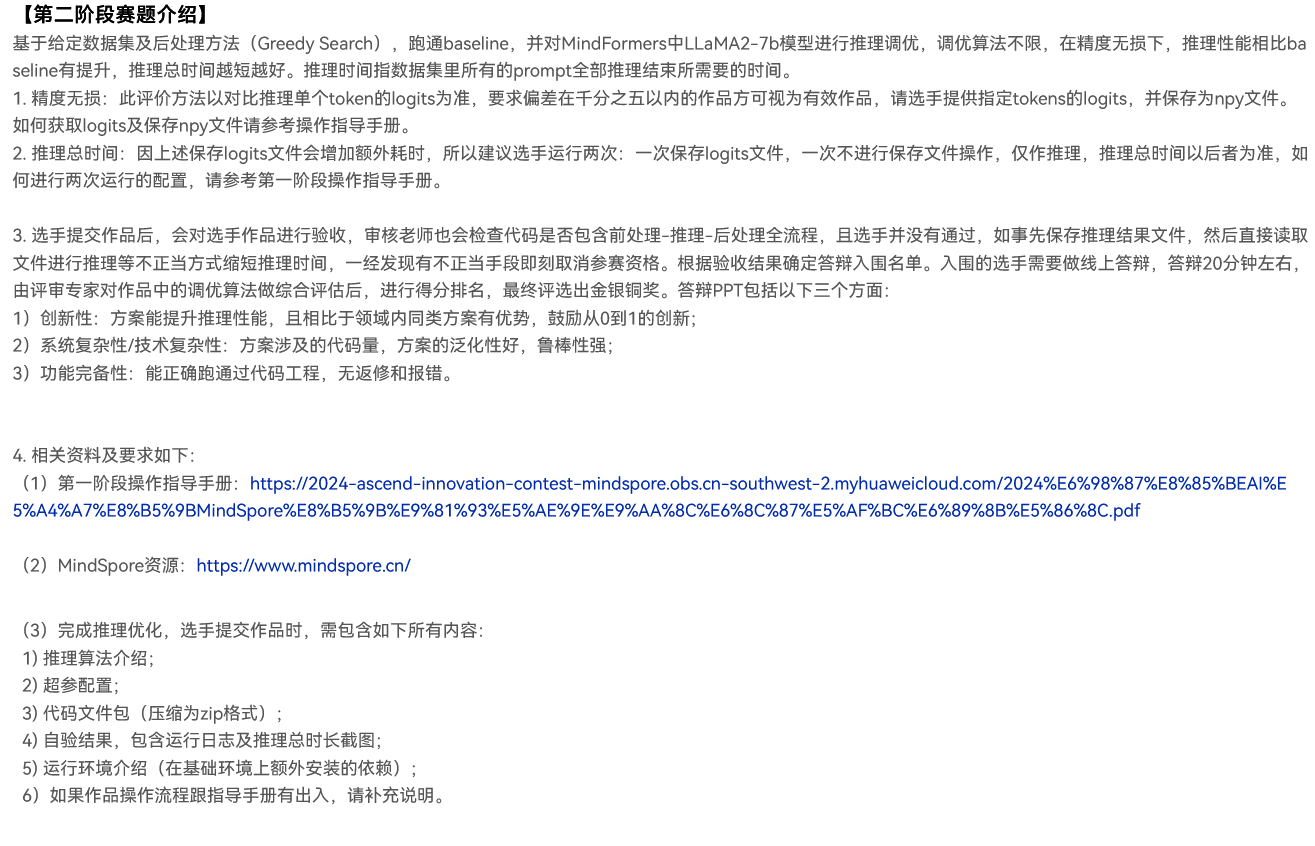 【第二阶段赛题介绍】
基于给定数据集及后处理方法（Greedy Search），跑通baseline，并对MindFormers中LLaMA2-7b模型进行推理调优，调优算法不限，在精度无损下，推理性能相比ba
seline有提升，推理总时间越短越好。推理时间指数据集里所有的prompt全部推理结束所需要的时间。
1. 精度无损：此评价方法以对比推理单个token的logits为准，要求偏差在千分之五以内的作品方可视为有效作品，请选手提供指定tokens的logits，并保存为npy文件。
如何获取logits及保存npy文件请参考操作指导手册。
2. 推理总时间：因上述保存logits文件会增加额外耗时，所以建议选手运行两次：一次保存logits文件，一次不进行保存文件操作，仅作推理，推理总时间以后者为准，如
何进行两次运行的配置，请参考第一阶段操作指导手册。
3. 选手提交作品后，会对选手作品进行验收，审核老师也会检查代码是否包含前处理-推理-后处理全流程，且选手并没有通过，如事先保存推理结果文件，然后直接读取
文件进行推理等不正当方式缩短推理时间，一经发现有不正当手段即刻取消参赛资格。根据验收结果确定答辩入围名单。入围的选手需要做线上答辩，答辩20分钟左右，
由评审专家对作品中的调优算法做综合评估后，进行得分排名，最终评选出金银铜奖。答辩PPT包括以下三个方面：
1）创新性：方案能提升推理性能，且相比于领域内同类方案有优势，鼓励从0到1的创新；
2）系统复杂性/技术复杂性：方案涉及的代码量，方案的泛化性好，鲁棒性强；
3）功能完备性：能正确跑通过代码工程，无返修和报错。
4. 相关资料及要求如下：
（1）第一阶段操作指导手册：https://2024-ascend-innovation-contest-mindspore.obs.cn-southwest-2.myhuaweicloud.com/2024%E6%98%87%E8%85%BEAI%E
5%A4%A7%E8%B5%9BMindSpore%E8%B5%9B%E9%81%93%E5%AE%9E%E9%AA%8C%E6%8C%87%E5%AF%BC%E6%89%8B%E5%86%8C.pdf
（2）MindSpore资源：https://www.mindspore.cn/
（3）完成推理优化，选手提交作品时，需包含如下所有内容：
1) 推理算法介绍；
2) 超参配置；
3) 代码文件包（压缩为zip格式）；
4) 自验结果，包含运行日志及推理总时长截图；
5) 运行环境介绍（在基础环境上额外安装的依赖）；
6）如果作品操作流程跟指导手册有出入，请补充说明。